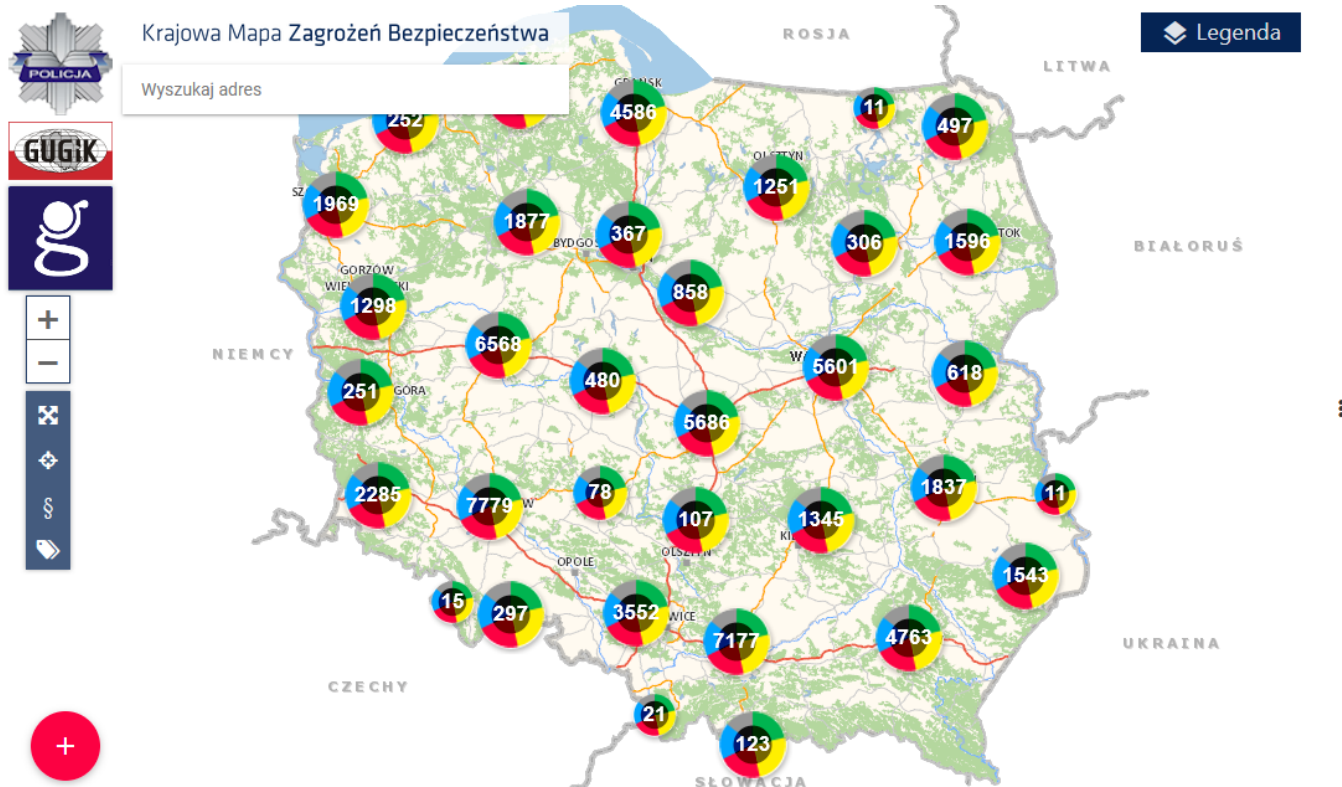 Krajowa Mapa Zagrożeń Bezpieczeństwa
Legenda
POLICJA
Wyszukaj adres
GUGiK
ROSJA
LITWA
GDAŃSK
4586
11
497
252
OLSZTYN
1251
1969
1877
367
306
1596
BIAŁORUŚ
GORZÓW
1298
858
NIEMCY
6568
5601
618
480
251
GÓRA
5686
2285
7779
78
1837
11
107
1345
OPOLE
1543
15
297
3552
7177
4763
UKRAINA
CZECHY
21
123
SŁOWACJA
§